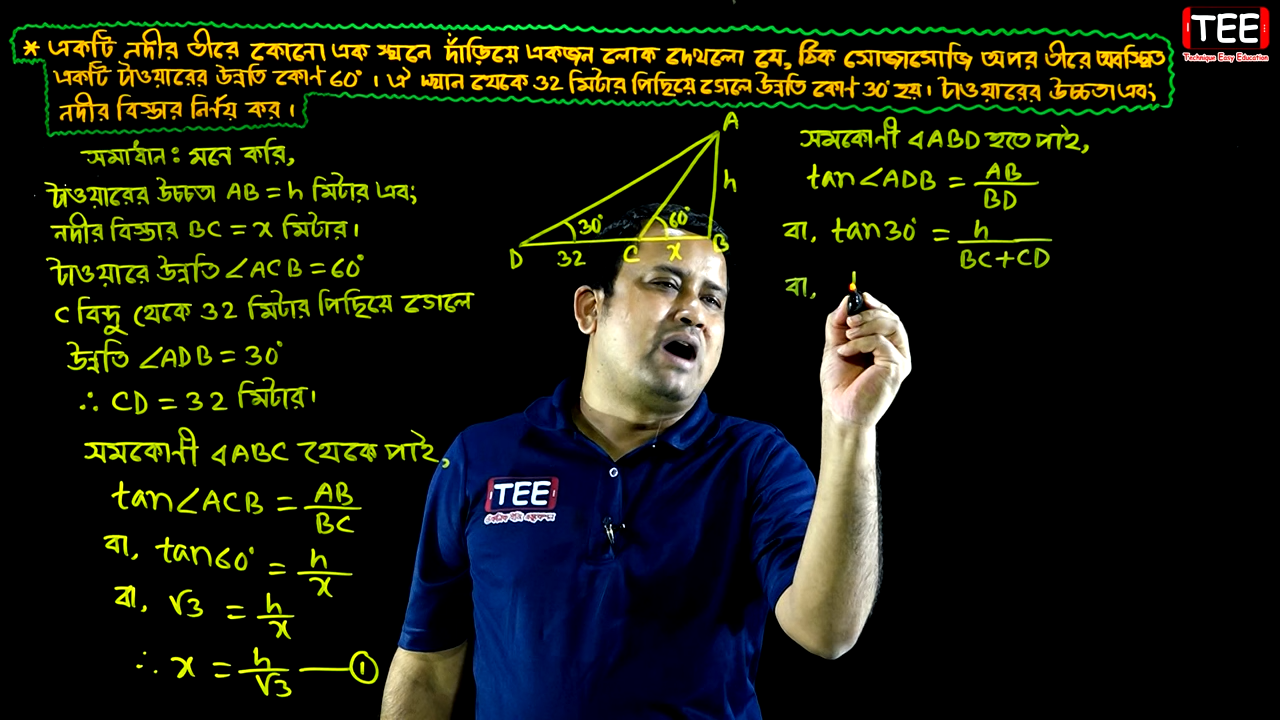 * একটি নদীর তীরে কোনো এক স্থানে দাঁড়িয়ে একজন লোক দেখলো যে, ঠিক সোজাসোজি অপর তীরে অবস্থিত
একটি টাওয়ারের উন্নতি কোণ 60°। ঐ স্থান থেকে 32 মিটার পিছিয়ে গেলে উন্নতি কোণ 30° হয়। টাওয়ারের উচ্চতা এবং
নদীর বিস্তার নির্ণয় কর।
TEE
Technique Easy Education
সমাধান: মনে করি,
টাওয়ারের উচ্চতা AB = h মিটার এবং
নদীর বিস্তার BC = x মিটার।
টাওয়ারে উন্নতি ∠ACB = 60°
C বিন্দু থেকে 32 মিটার পিছিয়ে গেলে
উন্নতি ∠ADB = 30°
∴ CD = 32 মিটার।
সমকোণী ⊿ABC থেকে পাই,
tan∠ACB = AB/BC
বা, tan60° = h/x
বা, √3 = h/x
∴ x = h/√3 — ①
A
h
30°
60°
D
32
C
x
B
সমকোণী ⊿ABD হতে পাই,
tan∠ADB = AB/BD
বা, tan30° = h/BC+CD
বা,
TEE